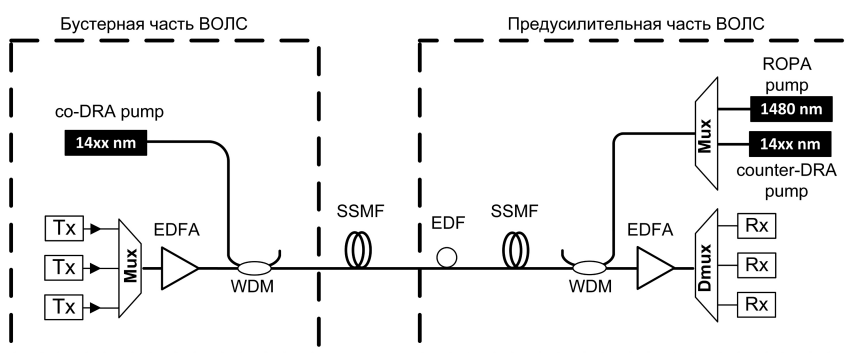 Бустерная часть ВОЛС
Предусилительная часть ВОЛС
co-DRA pump
14xx nm
ROPA
pump
1480 nm
14xx nm
counter-DRA
pump
Mux
Tx
Tx
Tx
Mux
EDFA
WDM
SSMF
EDF
SSMF
WDM
EDFA
Dmux
Rx
Rx
Rx